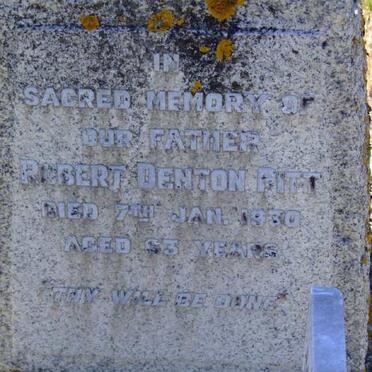 IN
SACRED MEMORY OF
OUR FATHER
ROBERT DENTON PITT
DIED 7TH JAN. 1930
AGED 63 YEARS
"THY WILL BE DONE"